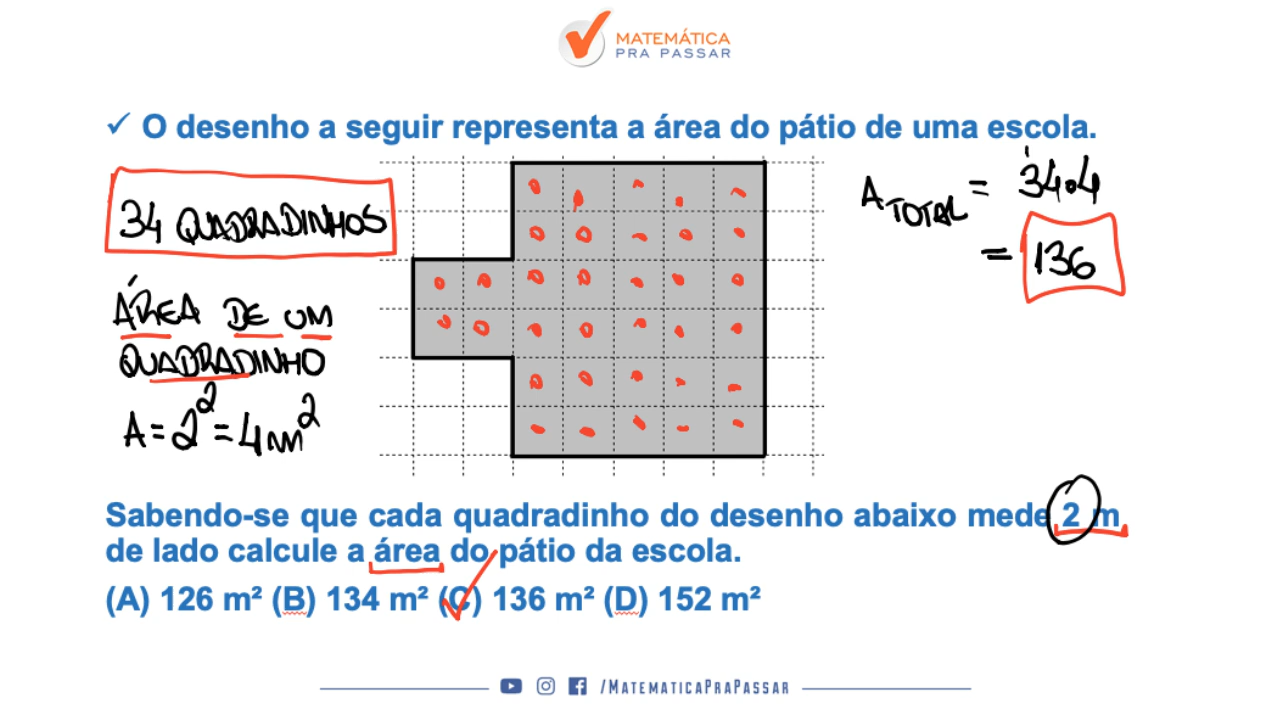 MATEMÁTICA
PRA PASSAR
✓ O desenho a seguir representa a área do pátio de uma escola.
34 QUADRADINHOS
ÁREA DE UM
QUADRADINHO
A = 2² = 4m²
A TOTAL = 34.4
= 136
Sabendo-se que cada quadradinho do desenho abaixo mede 2 m
de lado calcule a área do pátio da escola.
(A) 126 m² (B) 134 m² (C) 136 m² (D) 152 m²
/MATEMATICAPRAPASSAR